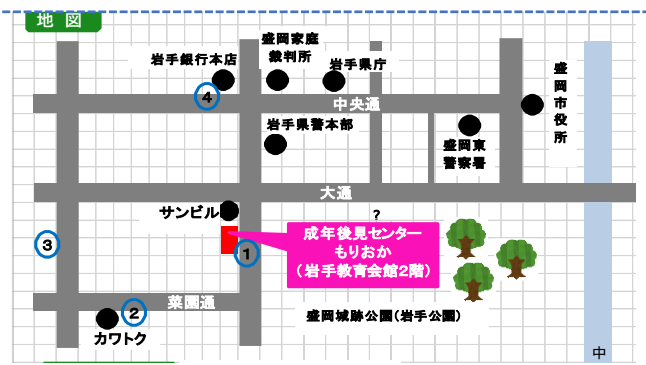 地 図
盛岡家庭
裁判所
岩手銀行本店
岩手県庁
盛岡市役所
④
中央通
岩手県警本部
盛岡東
警察署
大通
サンビル
?
成年後見センター
もりおか
(岩手教育会館2階)
③
①
菜園通
②
盛岡城跡公園(岩手公園)
カワトク
中